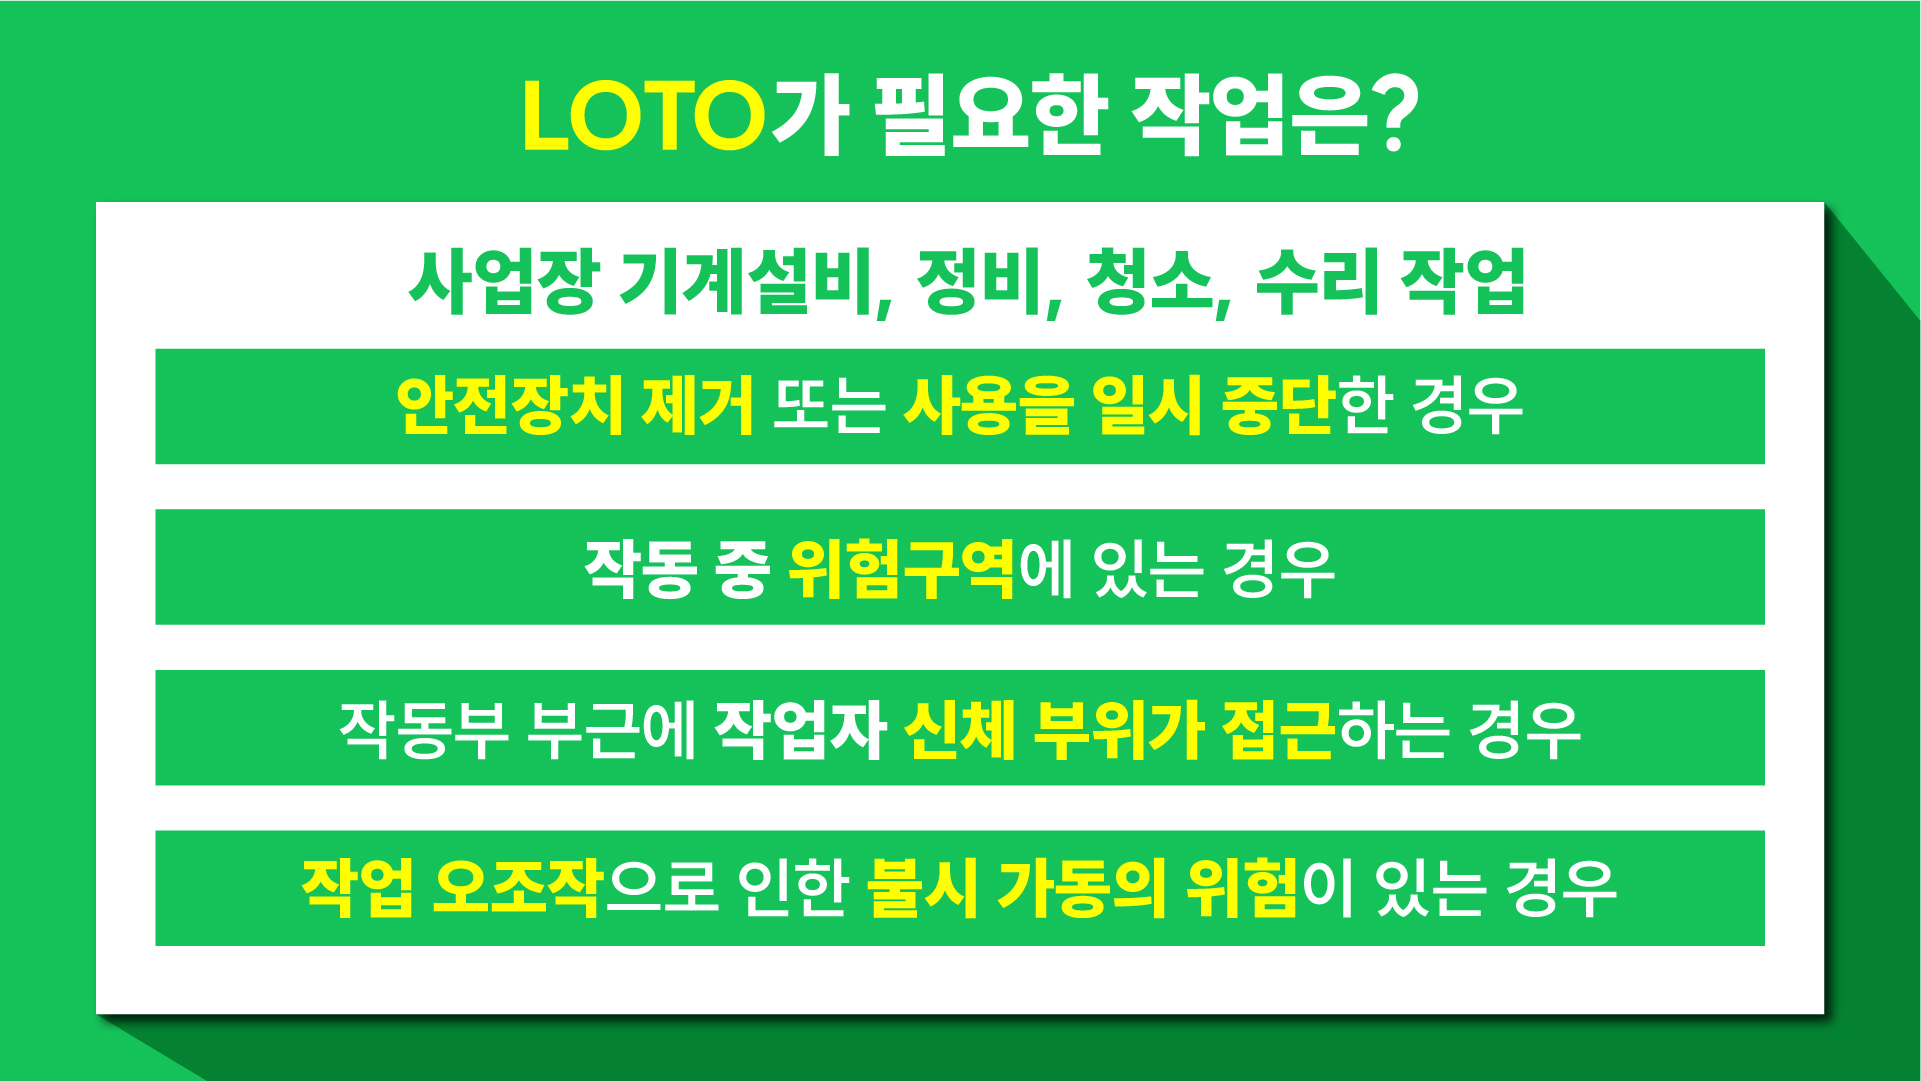 LOTO가 필요한 작업은?
사업장 기계설비, 정비, 청소, 수리 작업
안전장치 제거 또는 사용을 일시 중단한 경우
작동 중 위험구역에 있는 경우
작동부 부근에 작업자 신체 부위가 접근하는 경우
작업 오조작으로 인한 불시 가동의 위험이 있는 경우